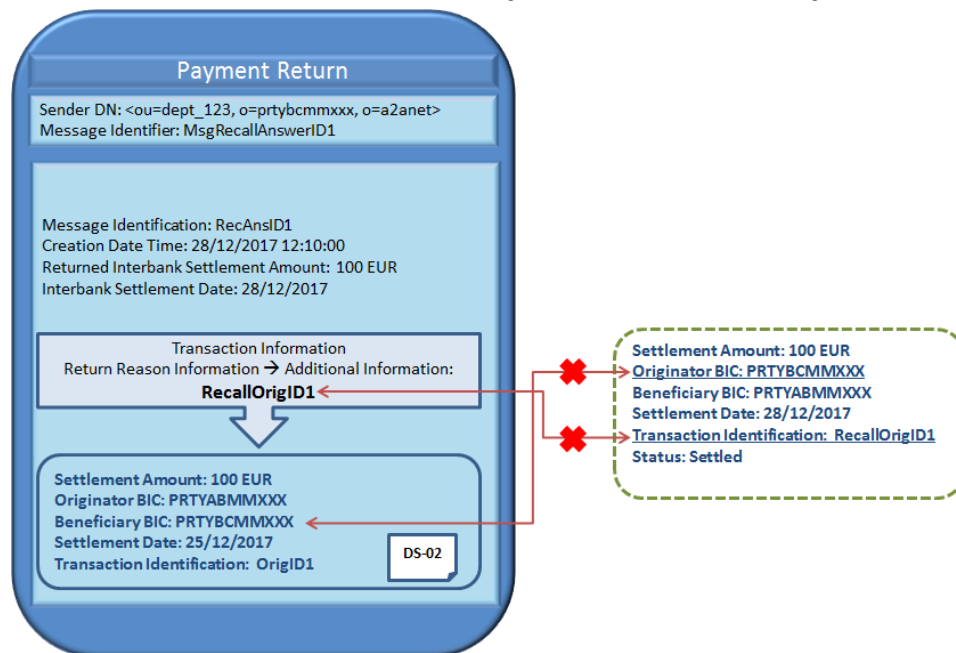 Payment Return
Sender DN: <ou=dept_123, o=prtybcmmxxx, o=a2anet>
Message Identifier: MsgRecallAnswerID1
Message Identification: RecAnsID1
Creation Date Time: 28/12/2017 12:10:00
Returned Interbank Settlement Amount: 100 EUR
Interbank Settlement Date: 28/12/2017
Transaction Information
Return Reason Information → Additional Information:
RecallOrigID1
Settlement Amount: 100 EUR
Originator BIC: PRTYABMMXXX
Beneficiary BIC: PRTYBCMMXXX
Settlement Date: 25/12/2017
Transaction Identification: OrigID1
DS-02
Settlement Amount: 100 EUR
Originator BIC: PRTYBCMMXXX
Beneficiary BIC: PRTYABMMXXX
Settlement Date: 28/12/2017
Transaction Identification: RecallOrigID1
Status: Settled